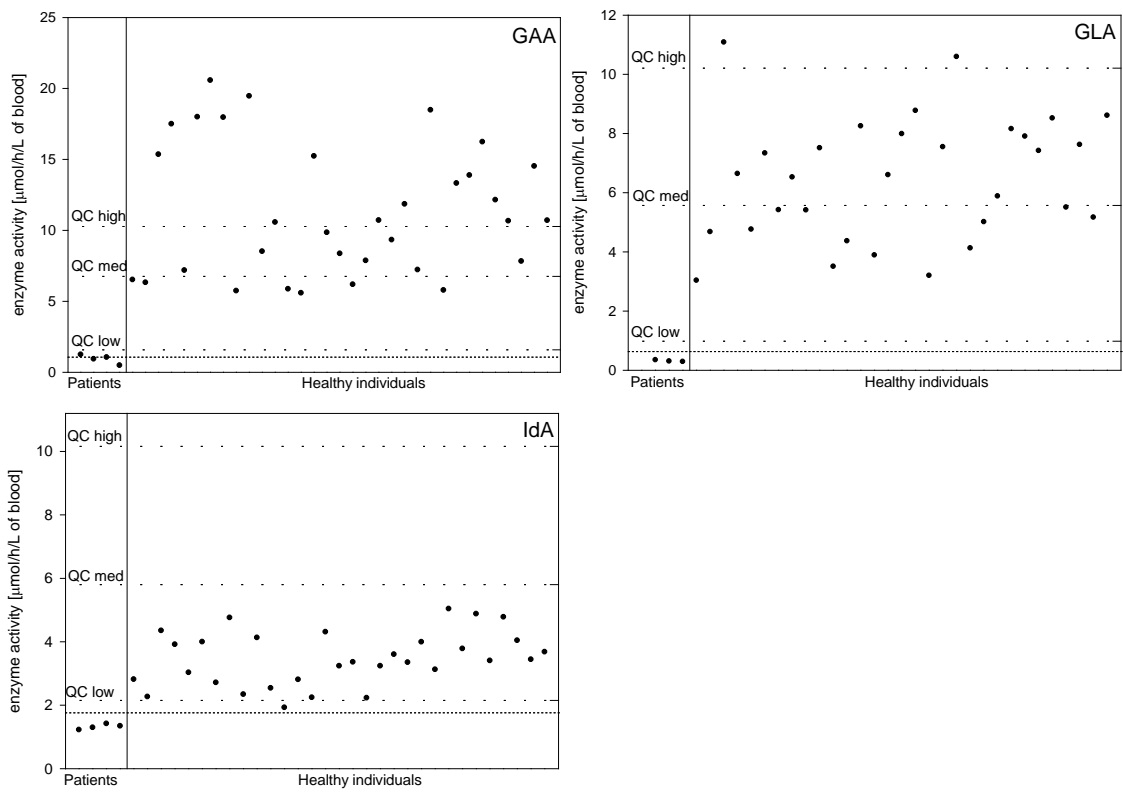 GAA
enzyme activity [µmol/h/L of blood]
25
20
15
10
5
0
QC high
QC med
QC low
Patients
Healthy individuals
GLA
enzyme activity [µmol/h/L of blood]
12
10
8
6
4
2
0
QC high
QC med
QC low
Patients
Healthy individuals
IdA
enzyme activity [µmol/h/L of blood]
10
8
6
4
2
0
QC high
QC med
QC low
Patients
Healthy individuals